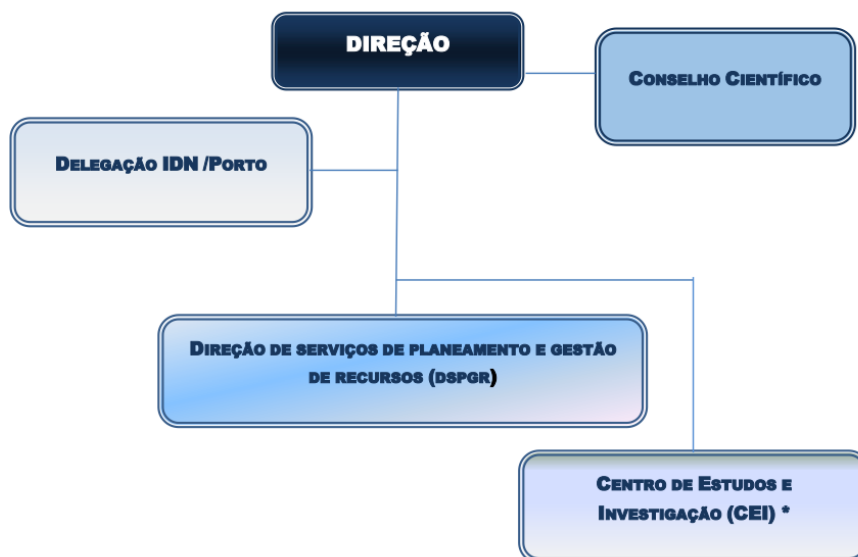 DIREÇÃO
CONSELHO CIENTÍFICO
DELEGAÇÃO IDN /PORTO
DIREÇÃO DE SERVIÇOS DE PLANEAMENTO E GESTÃO
DE RECURSOS (DSPGR)
CENTRO DE ESTUDOS E
INVESTIGAÇÃO (CEI) *